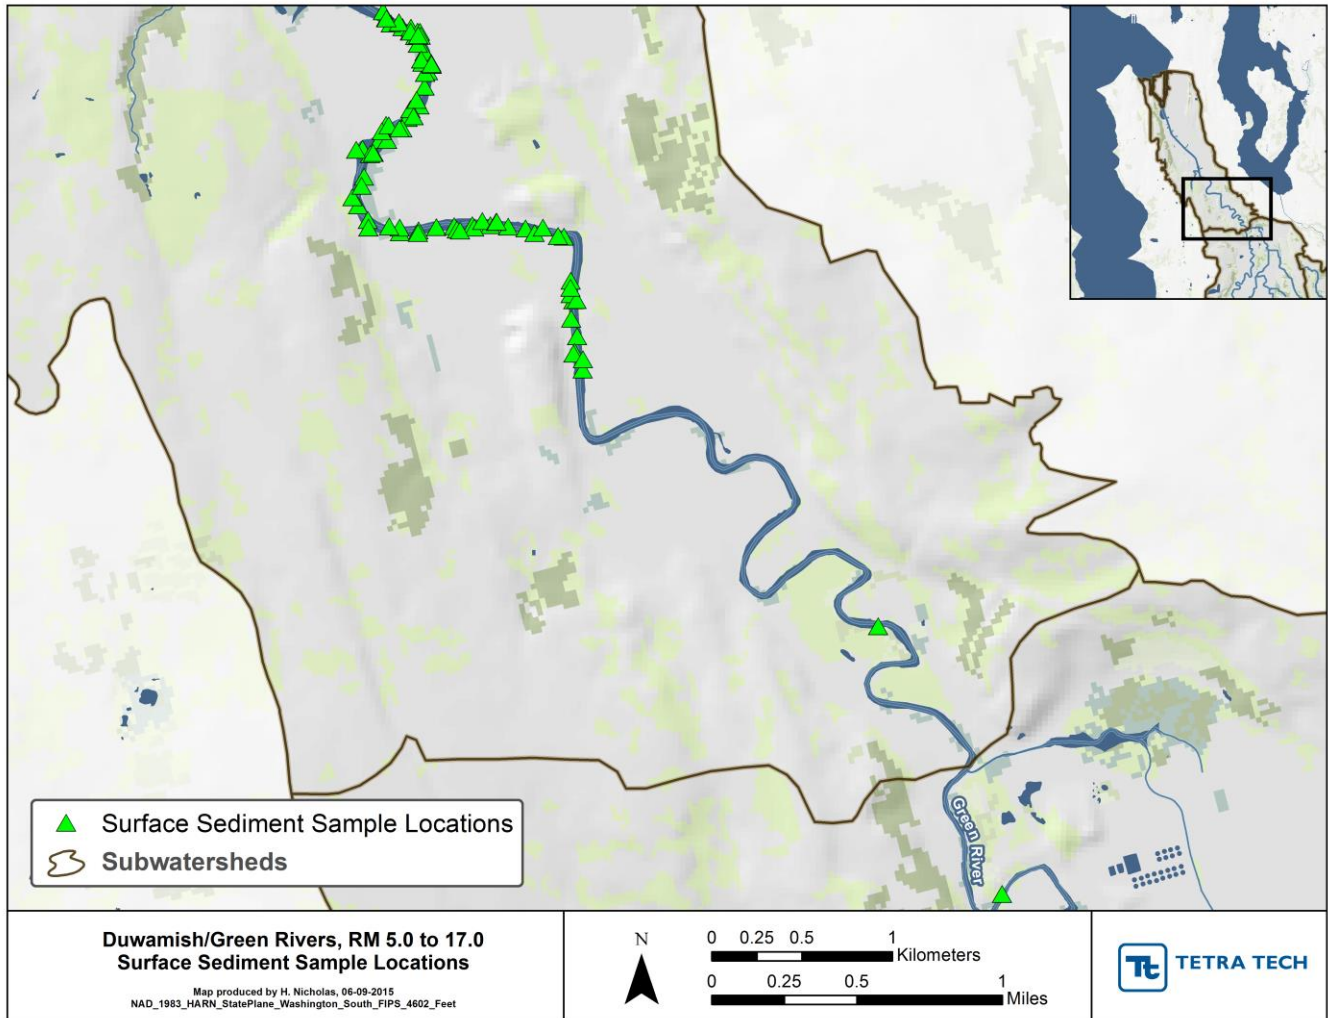 Green River
Surface Sediment Sample Locations
Subwatersheds
Duwamish/Green Rivers, RM 5.0 to 17.0
Surface Sediment Sample Locations
Map produced by H. Nicholas, 06-09-2015
NAD_1983_HARN_StatePlane_Washington_South_FIPS_4602_Feet
N
0 0.25 0.5 1
Kilometers
0 0.25 0.5 1
Miles
Tt TETRA TECH